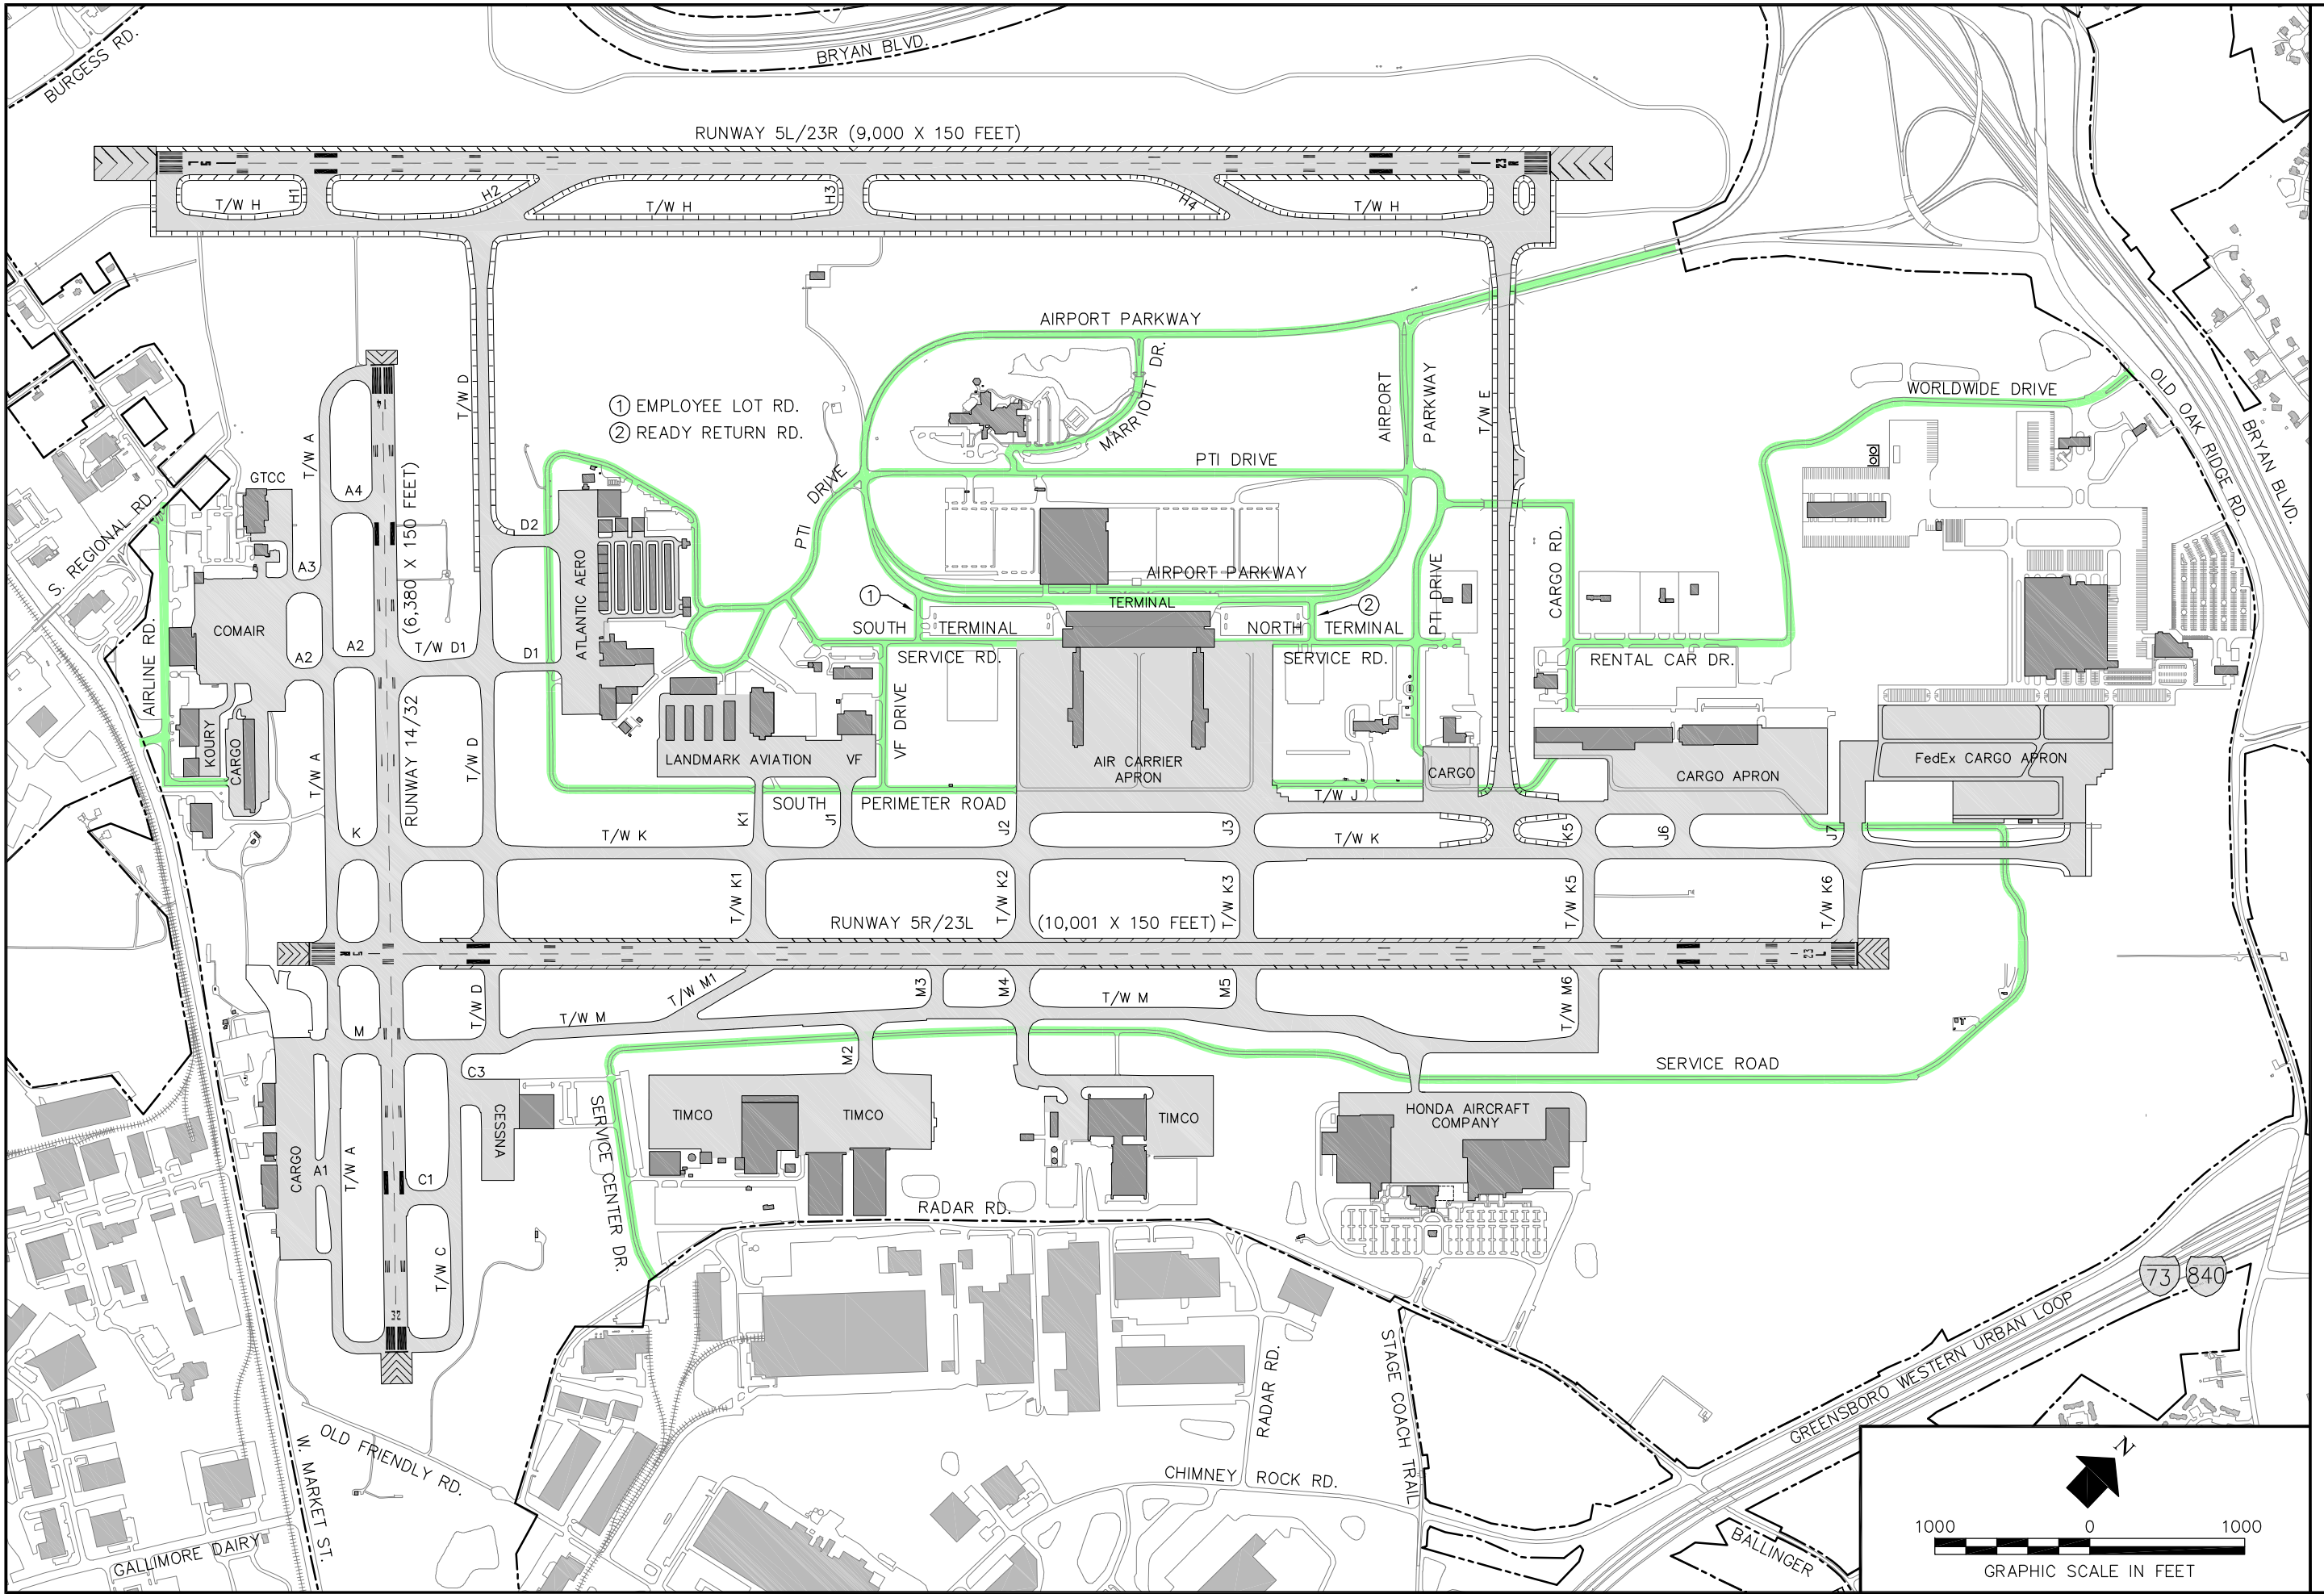 BURGESS RD.
BRYAN BLVD.
RUNWAY 5L/23R (9,000 X 150 FEET)
5 L
23 R
H1
H2
H3
H4
T/W H
T/W H
T/W H
AIRPORT PARKWAY
① EMPLOYEE LOT RD.
② READY RETURN RD.
T/W D
MARRIOTT DR.
AIRPORT PARKWAY
T/W E
WORLDWIDE DRIVE
OLD OAK RIDGE RD.
BRYAN BLVD.
14
T/W A
GTCC
A4
PTI DRIVE
PTI DRIVE
S. REGIONAL RD.
RUNWAY 14/32 (6,380 X 150 FEET)
D2
A3
ATLANTIC AERO
AIRPORT PARKWAY
CARGO RD.
PTI DRIVE
1
2
TERMINAL
AIRLINE RD.
COMAIR
A2
A2
T/W D1
D1
SOUTH TERMINAL
SERVICE RD.
NORTH TERMINAL
SERVICE RD.
RENTAL CAR DR.
KOURY
CARGO
T/W A
T/W D
LANDMARK AVIATION
VF
VF DRIVE
AIR CARRIER
APRON
CARGO
CARGO APRON
FedEx CARGO APRON
T/W J
SOUTH PERIMETER ROAD
K
T/W K
K1
J1
J2
J3
T/W K
K5
J6
J7
T/W K1
T/W K2
T/W K3
T/W K5
T/W K6
RUNWAY 5R/23L (10,001 X 150 FEET)
5 R
23 L
M
T/W D
T/W M1
T/W M
M3
M4
T/W M
M5
T/W M6
M2
C3
SERVICE ROAD
CESSNA
SERVICE CENTER DR.
TIMCO
TIMCO
TIMCO
HONDA AIRCRAFT
COMPANY
CARGO
A1
T/W A
C1
T/W C
RADAR RD.
32
73
840
GREENSBORO WESTERN URBAN LOOP
RADAR RD.
STAGE COACH TRAIL
OLD FRIENDLY RD.
W. MARKET ST.
CHIMNEY ROCK RD.
GALLIMORE DAIRY
BALLINGER
N
1000 0 1000
GRAPHIC SCALE IN FEET